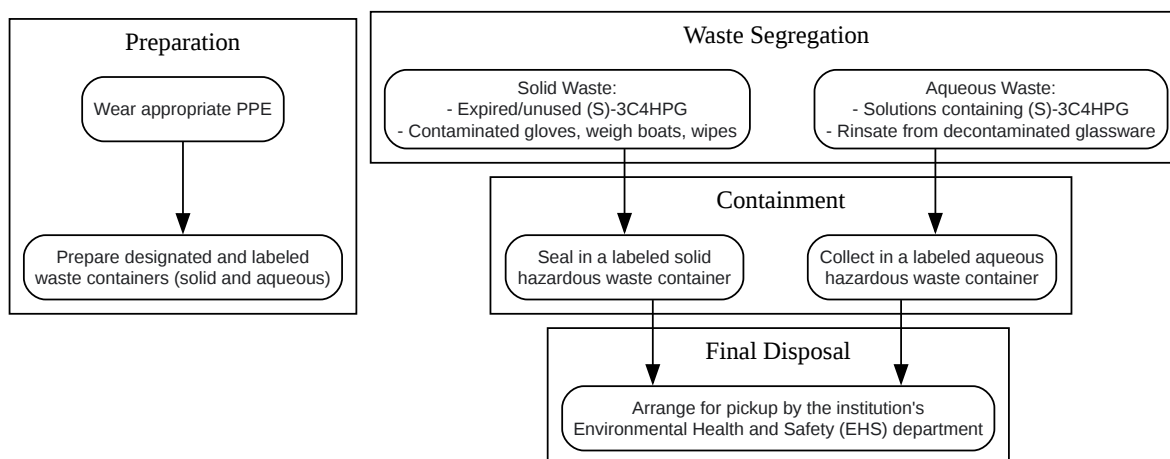 Preparation
Wear appropriate PPE
Prepare designated and labeled
waste containers (solid and aqueous)
Waste Segregation
Solid Waste:
- Expired/unused (S)-3C4HPG
- Contaminated gloves, weigh boats, wipes
Aqueous Waste:
- Solutions containing (S)-3C4HPG
- Rinsate from decontaminated glassware
Containment
Seal in a labeled solid
hazardous waste container
Collect in a labeled aqueous
hazardous waste container
Final Disposal
Arrange for pickup by the institution's
Environmental Health and Safety (EHS) department